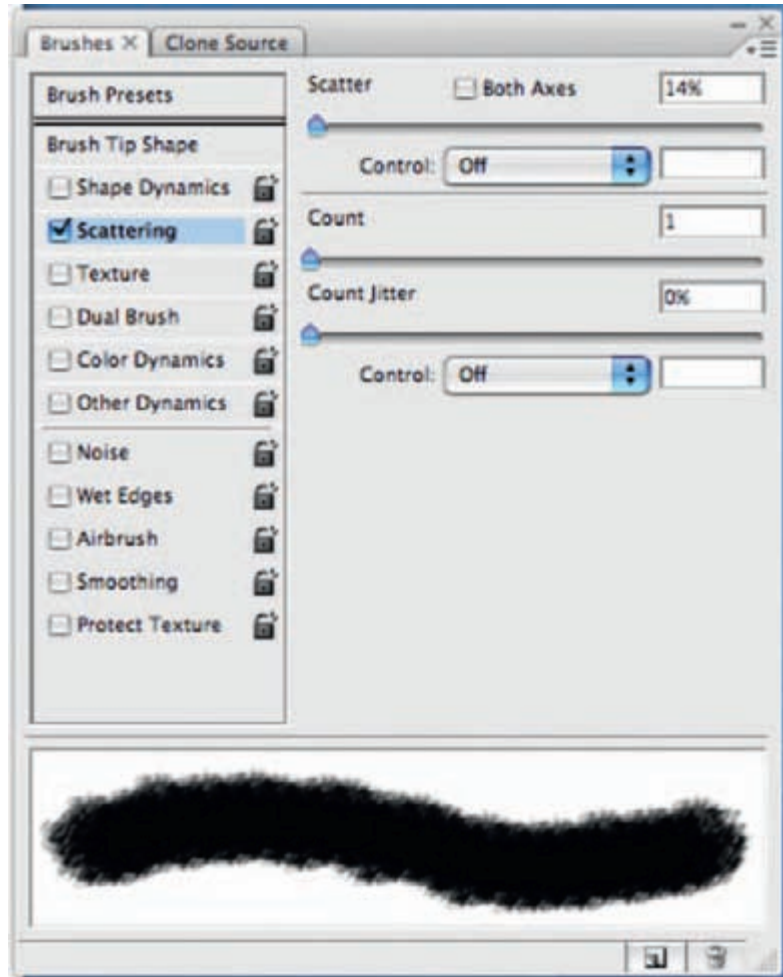 Brushes × Clone Source
Brush Presets
Brush Tip Shape
Shape Dynamics
Scattering
Texture
Dual Brush
Color Dynamics
Other Dynamics
Noise
Wet Edges
Airbrush
Smoothing
Protect Texture
Scatter Both Axes 14%
Control: Off
Count 1
Count Jitter 0%
Control: Off